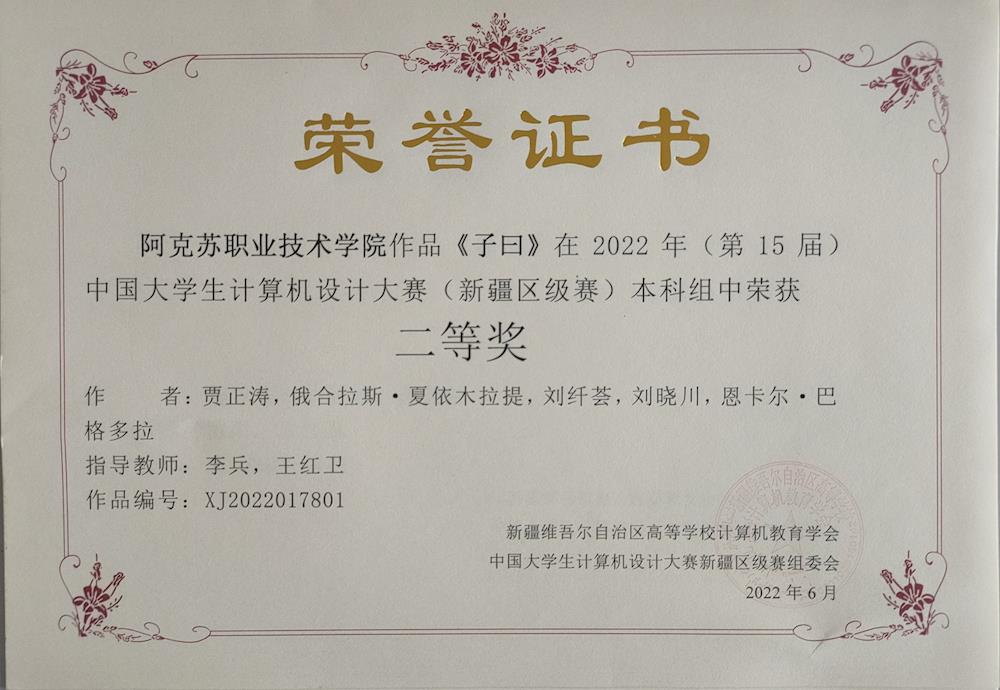 荣誉证书
阿克苏职业技术学院作品《子曰》在 2022 年（第 15 届）
中国大学生计算机设计大赛（新疆区级赛）本科组中荣获
二等奖
作 者：贾正涛，俄合拉斯·夏依木拉提，刘纤荟，刘晓川，恩卡尔·巴
格多拉
指导教师：李兵，王红卫
作品编号：XJ2022017801
新疆维吾尔自治区高等学校计算机教育学会
中国大学生计算机设计大赛新疆区级赛组委会
2022 年 6 月